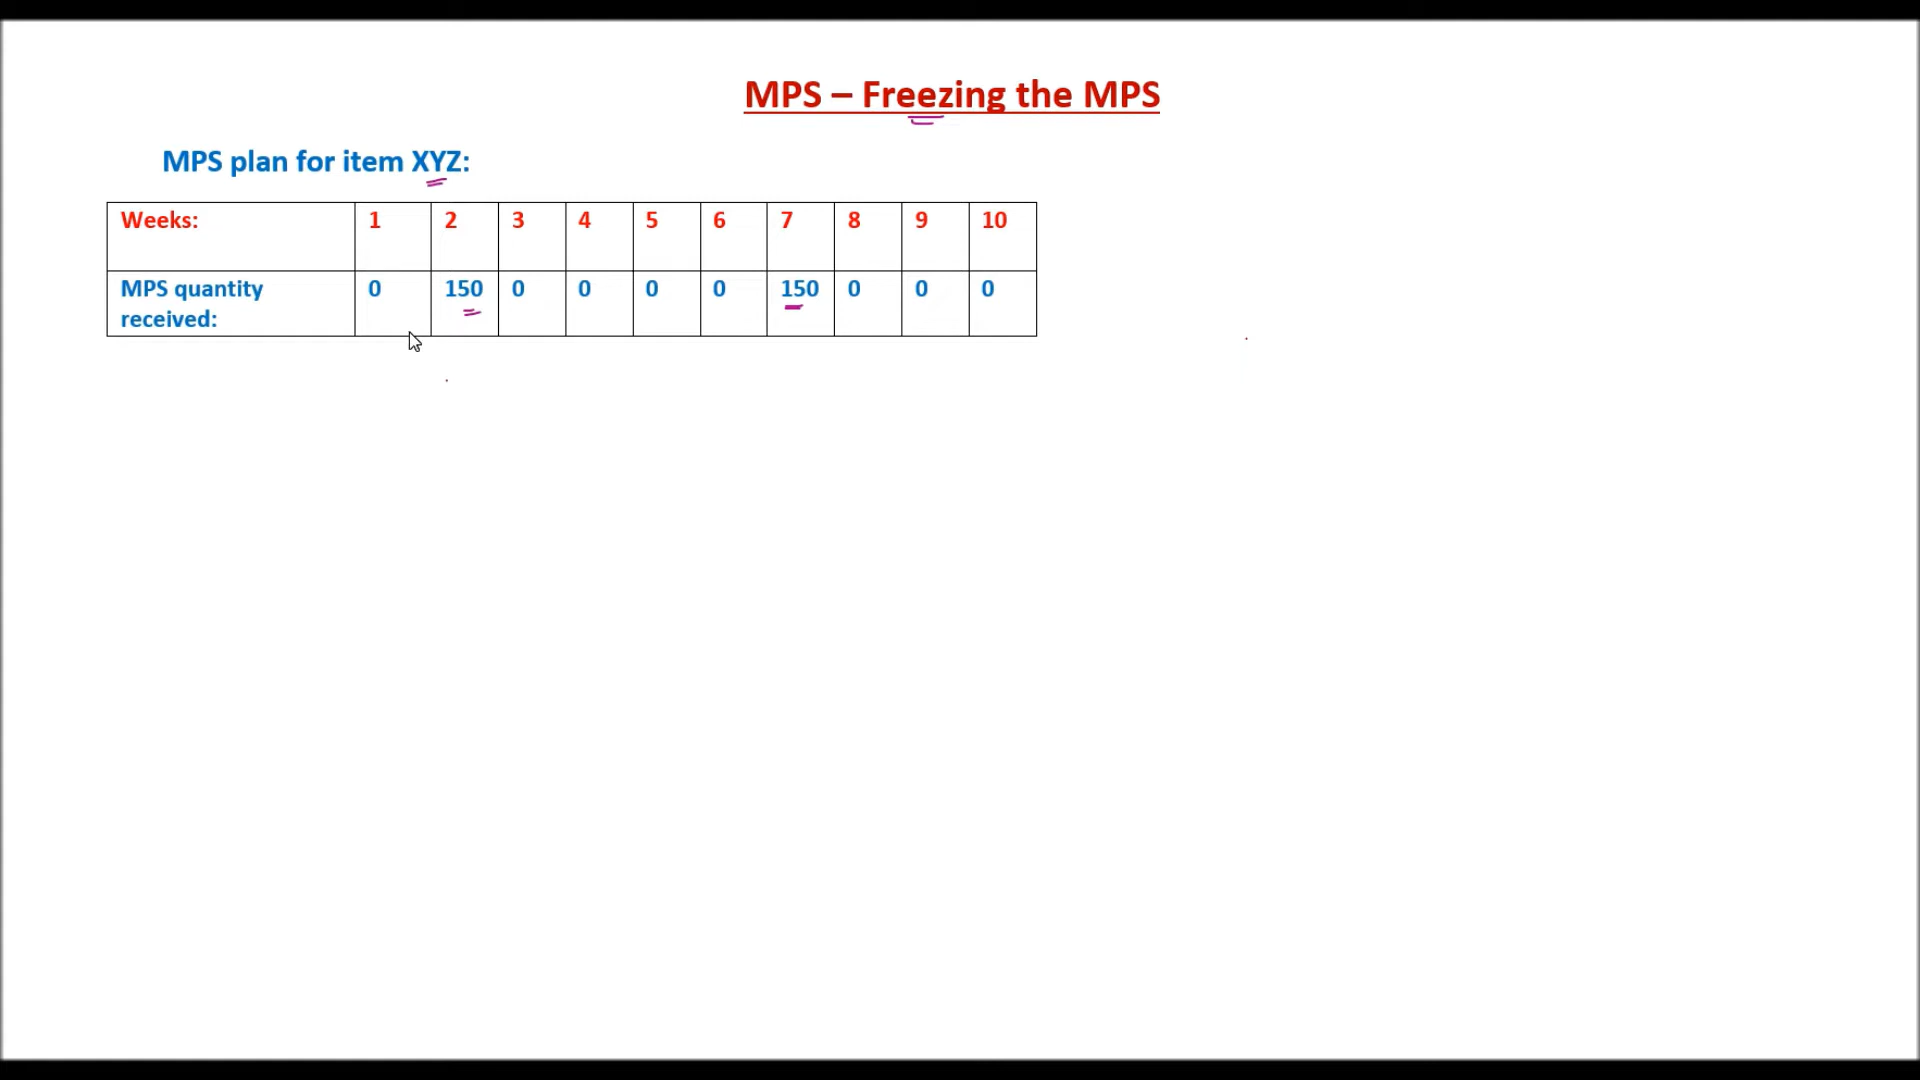 MPS – Freezing the MPS
MPS plan for item XYZ:
Weeks: 1 2 3 4 5 6 7 8 9 10
MPS quantity received: 0 150 0 0 0 0 150 0 0 0